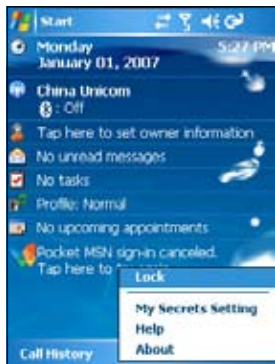 Start
Monday 5:27 PM
January 01, 2007
China Unicom
: Off
Tap here to set owner information
No unread messages
No tasks
Profile: Normal
No upcoming appointments
Pocket MSN sign-in canceled.
Tap here to
Lock
My Secrets Setting
Help
About
Call History